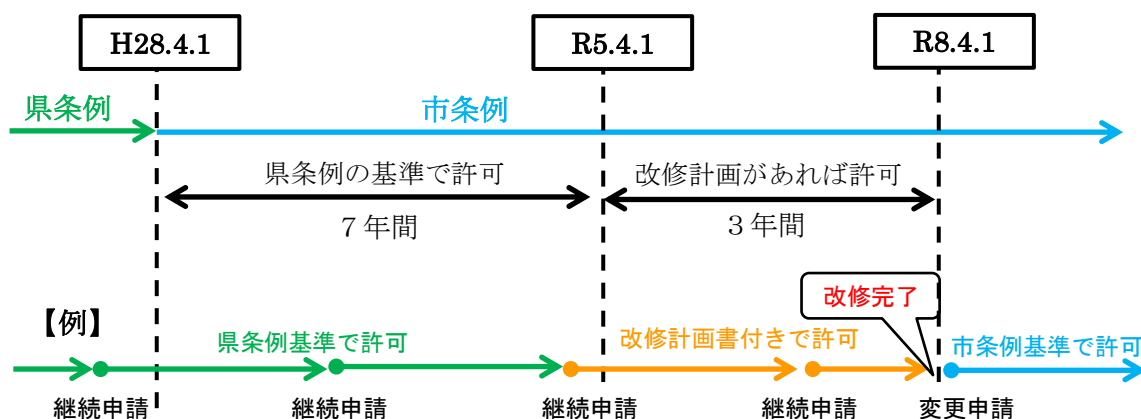 H28.4.1
R5.4.1
R8.4.1
県条例
市条例
県条例の基準で許可
改修計画があれば許可
７年間
３年間
改修完了
【例】
県条例基準で許可
改修計画書付きで許可
市条例基準で許可
継続申請
継続申請
継続申請
継続申請
変更申請